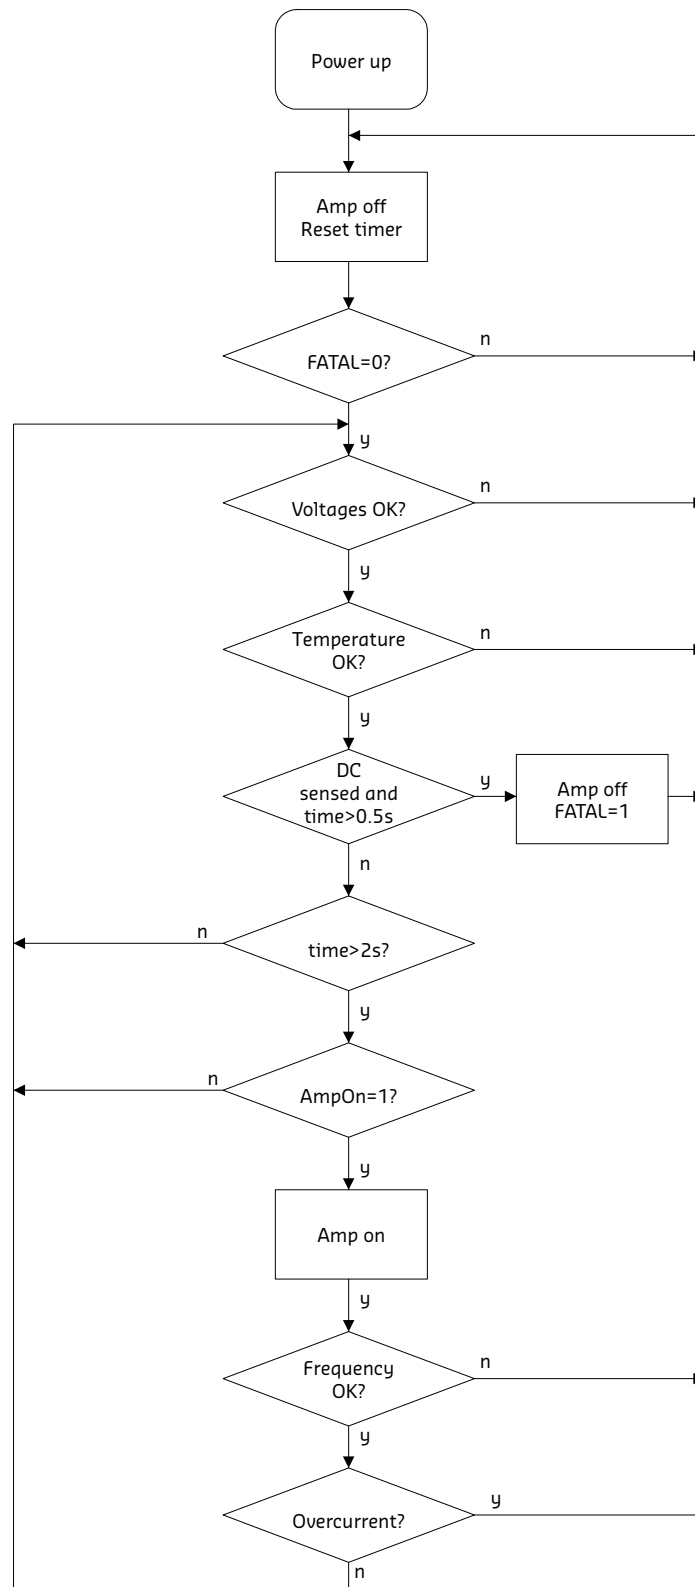 Power up
Amp off
Reset timer
n
FATAL=0?
y
n
Voltages OK?
y
Temperature
OK?
n
y
DC
sensed and
time>0.5s
y
Amp off
FATAL=1
n
n
time>2s?
y
n
AmpOn=1?
y
Amp on
y
Frequency
OK?
n
y
y
Overcurrent?
n